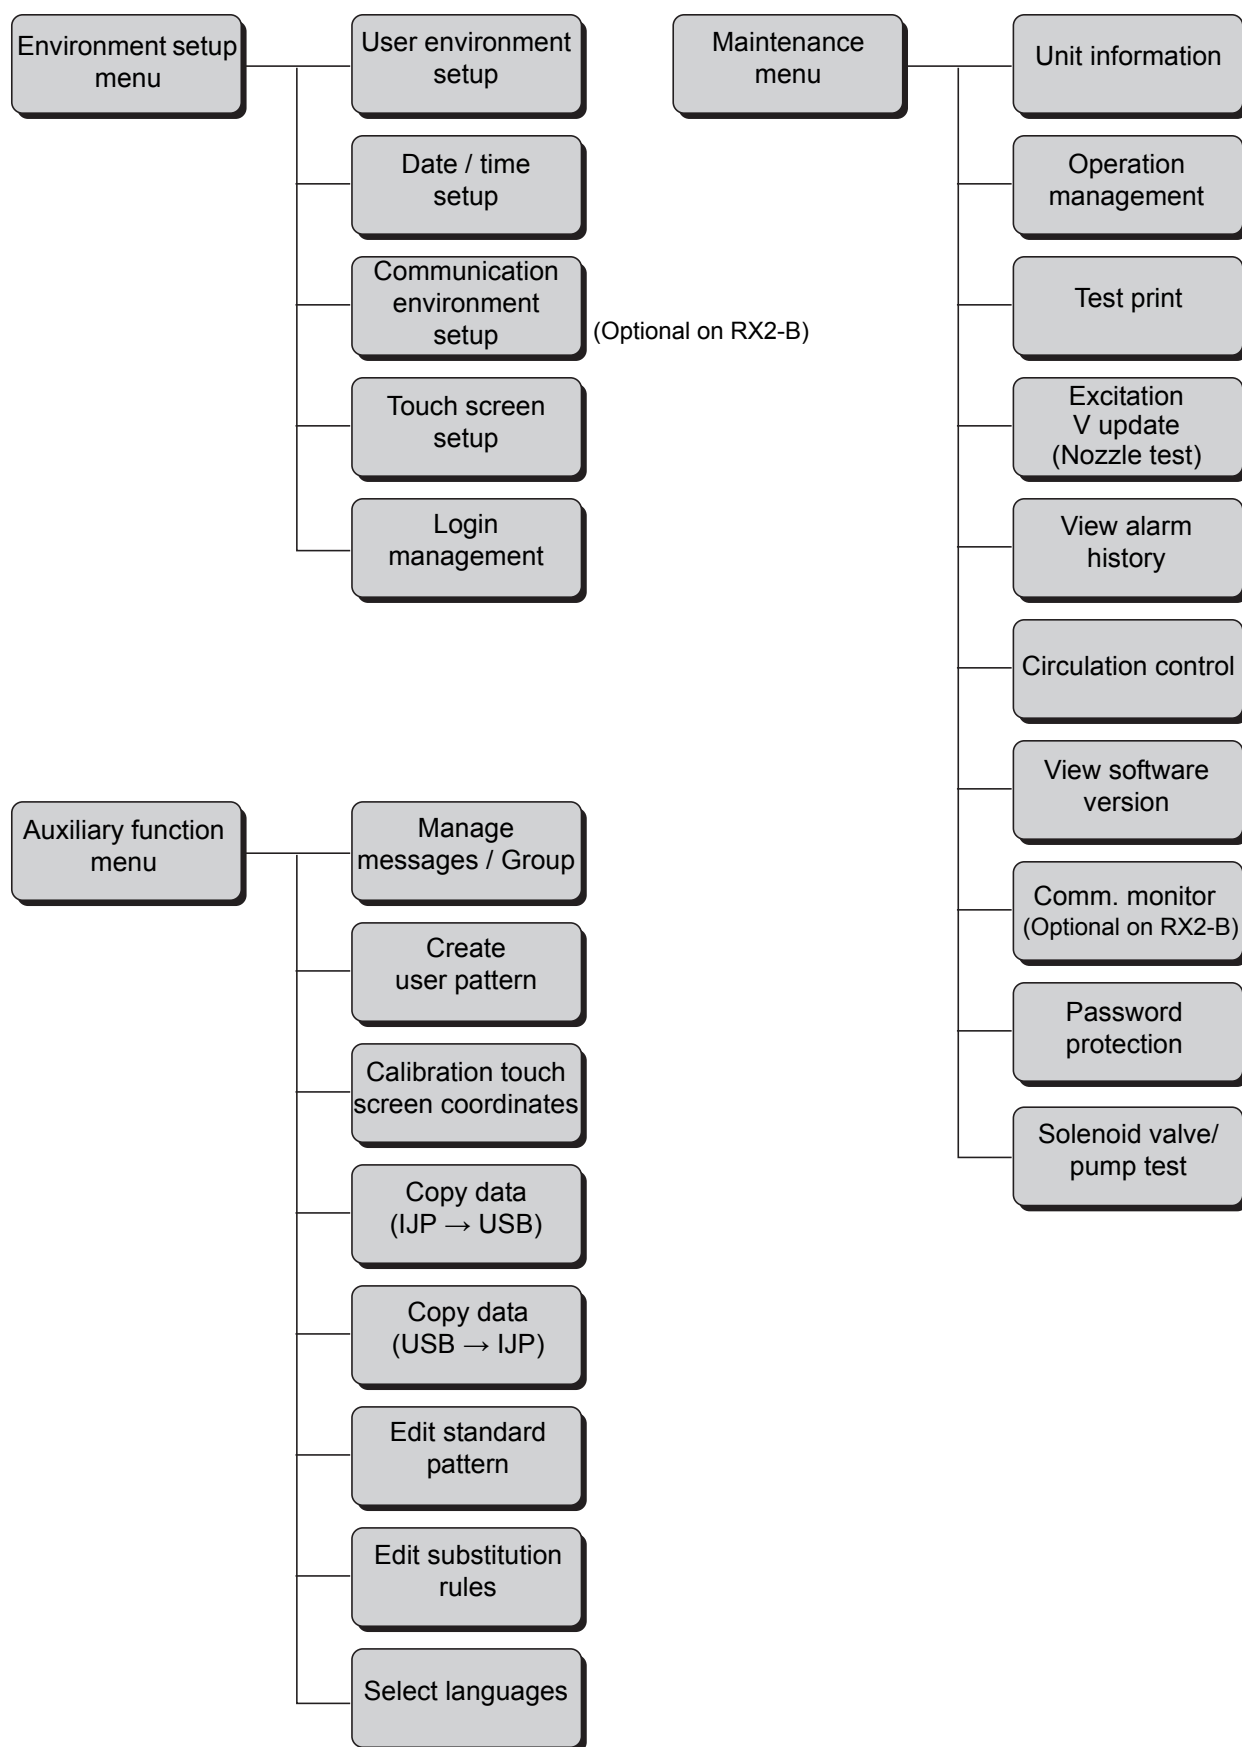 Environment setup
menu
User environment
setup
Date / time
setup
Communication
environment
setup
(Optional on RX2-B)
Touch screen
setup
Login
management
Maintenance
menu
Unit information
Operation
management
Test print
Excitation
V update
(Nozzle test)
View alarm
history
Circulation control
View software
version
Comm. monitor
(Optional on RX2-B)
Password
protection
Solenoid valve/
pump test
Auxiliary function
menu
Manage
messages / Group
Create
user pattern
Calibration touch
screen coordinates
Copy data
(IJP → USB)
Copy data
(USB → IJP)
Edit standard
pattern
Edit substitution
rules
Select languages